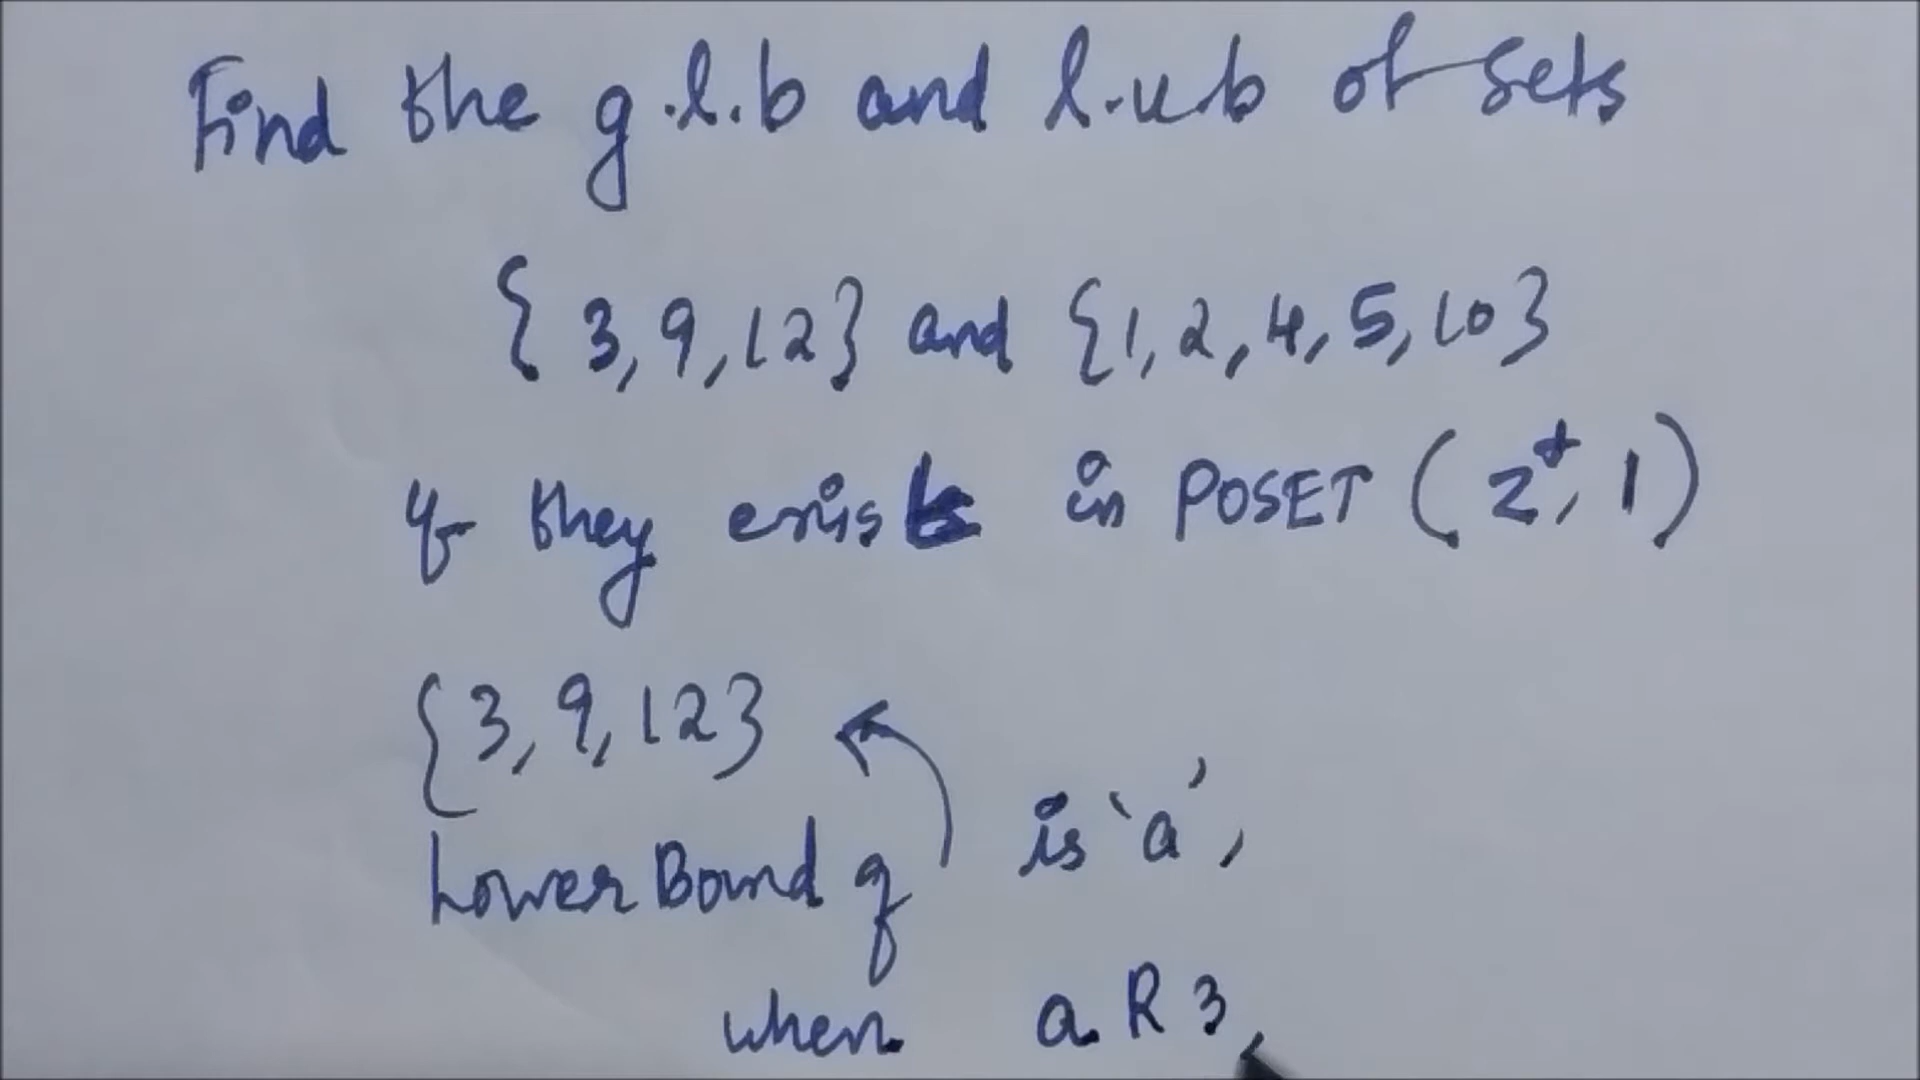 Find the g.l.b and l.u.b of sets
{ 3, 9, 12} and {1, 2, 4, 5, 10}
if they exists in POSET ( Z⁺, | )
{3, 9, 12}
Lower Bound of is 'a',
when a R 3,